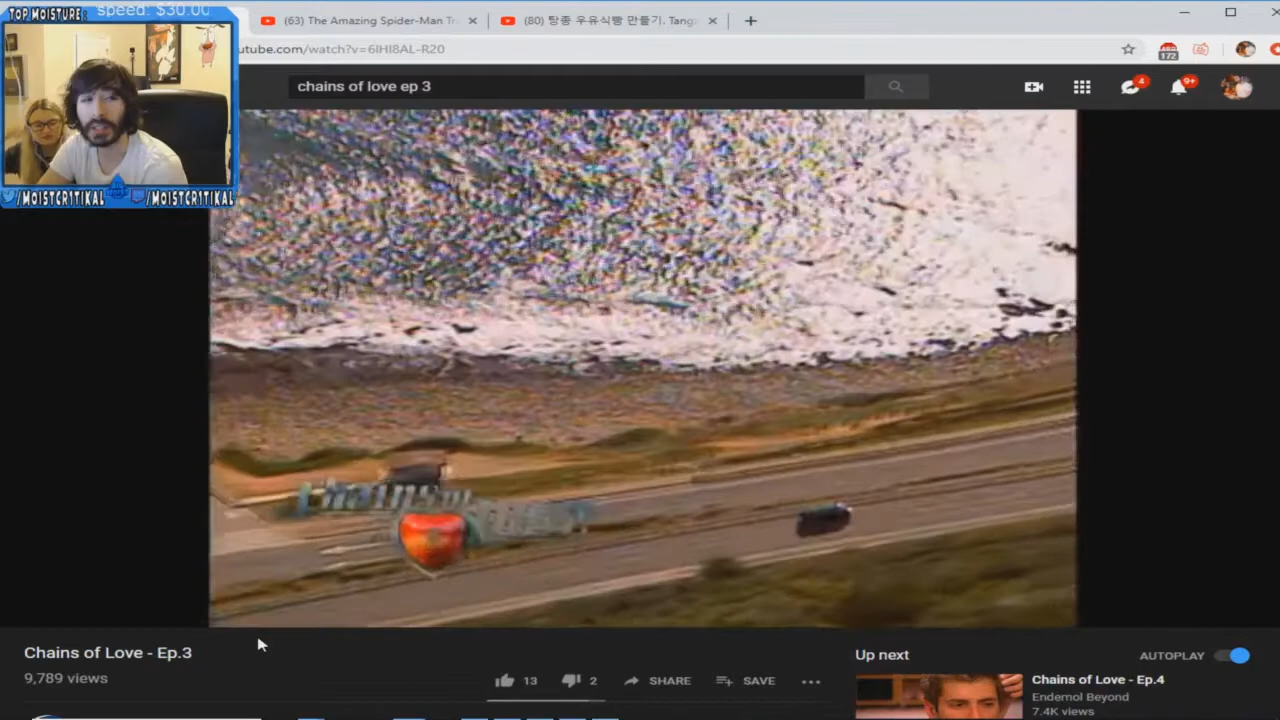 TOP MOISTURE:
speed: $30.00
(63) The Amazing Spider-Man Tr
(80) 탕종 우유식빵 만들기. Tang
utube.com/watch?v=6IHI8AL-R20
172
chains of love ep 3
4
9+
/MOISTCR1TIKAL
/MOISTCR1TIKAL
Chains of Love
Chains of Love - Ep.3
9,789 views
13
2
SHARE
SAVE
Up next
AUTOPLAY
Chains of Love - Ep.4
Endemol Beyond
7.4K views